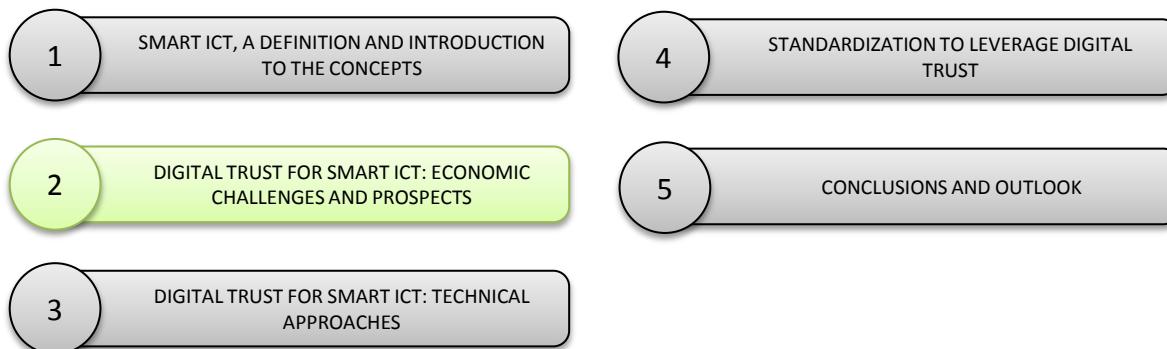 1
SMART ICT, A DEFINITION AND INTRODUCTION
TO THE CONCEPTS
2
DIGITAL TRUST FOR SMART ICT: ECONOMIC
CHALLENGES AND PROSPECTS
3
DIGITAL TRUST FOR SMART ICT: TECHNICAL
APPROACHES
4
STANDARDIZATION TO LEVERAGE DIGITAL
TRUST
5
CONCLUSIONS AND OUTLOOK